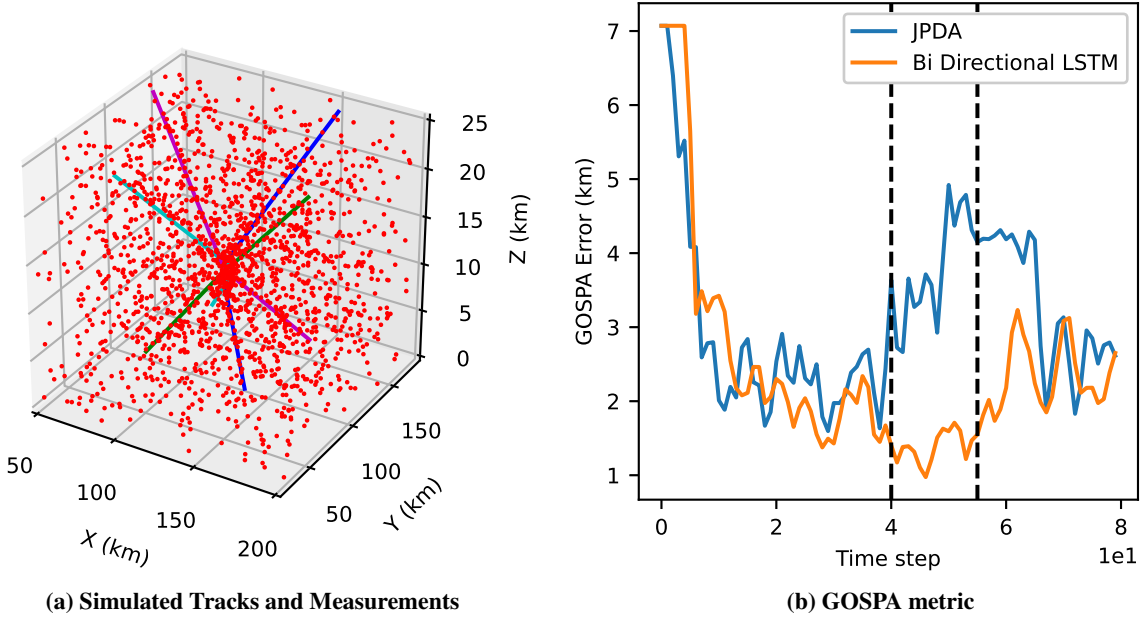 25
20
15
10
5
0
Z (km)
50
100
150
200
X (km)
50
100
150
Y (km)
(a) Simulated Tracks and Measurements
JPDA
Bi Directional LSTM
7
6
5
4
3
2
1
GOSPA Error (km)
0 2 4 6 8
1e1
Time step
(b) GOSPA metric